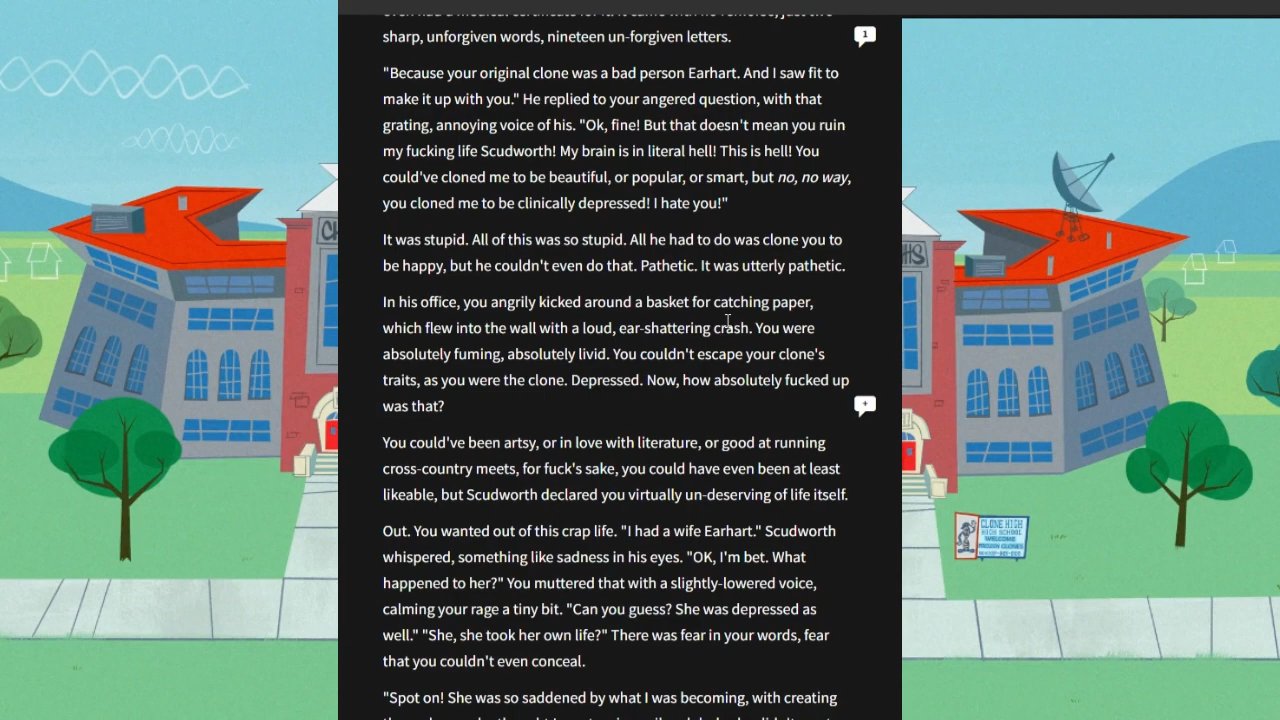 sharp, unforgiven words, nineteen un-forgiven letters.
1
"Because your original clone was a bad person Earhart. And I saw fit to
make it up with you." He replied to your angered question, with that
grating, annoying voice of his. "Ok, fine! But that doesn't mean you ruin
my fucking life Scudworth! My brain is in literal hell! This is hell! You
could've cloned me to be beautiful, or popular, or smart, but no, no way,
you cloned me to be clinically depressed! I hate you!"
It was stupid. All of this was so stupid. All he had to do was clone you to
be happy, but he couldn't even do that. Pathetic. It was utterly pathetic.
In his office, you angrily kicked around a basket for catching paper,
which flew into the wall with a loud, ear-shattering crash. You were
absolutely fuming, absolutely livid. You couldn't escape your clone's
traits, as you were the clone. Depressed. Now, how absolutely fucked up
was that?
+
You could've been artsy, or in love with literature, or good at running
cross-country meets, for fuck's sake, you could have even been at least
likeable, but Scudworth declared you virtually un-deserving of life itself.
Out. You wanted out of this crap life. "I had a wife Earhart." Scudworth
whispered, something like sadness in his eyes. "OK, I'm bet. What
happened to her?" You muttered that with a slightly-lowered voice,
calming your rage a tiny bit. "Can you guess? She was depressed as
well." "She, she took her own life?" There was fear in your words, fear
that you couldn't even conceal.
"Spot on! She was so saddened by what I was becoming, with creating
CLONE HIGH
HIGH SCHOOL
WELCOME